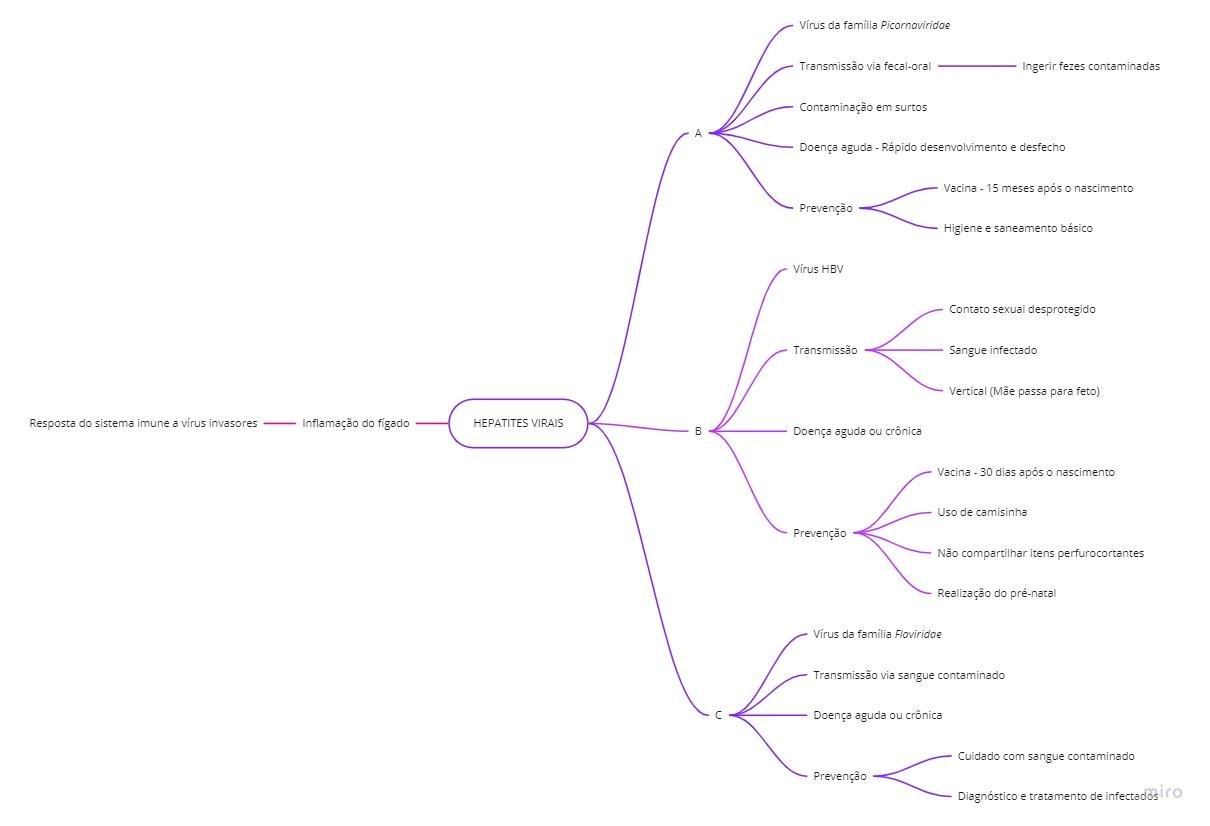 Resposta do sistema imune a vírus invasores
Inflamação do fígado
HEPATITES VIRAIS
A
Vírus da família Picornaviridae
Transmissão via fecal-oral
Ingerir fezes contaminadas
Contaminação em surtos
Doença aguda - Rápido desenvolvimento e desfecho
Prevenção
Vacina - 15 meses após o nascimento
Higiene e saneamento básico
B
Vírus HBV
Transmissão
Contato sexual desprotegido
Sangue infectado
Vertical (Mãe passa para feto)
Doença aguda ou crônica
Prevenção
Vacina - 30 dias após o nascimento
Uso de camisinha
Não compartilhar itens perfurocortantes
Realização do pré-natal
C
Vírus da família Flaviridae
Transmissão via sangue contaminado
Doença aguda ou crônica
Prevenção
Cuidado com sangue contaminado
Diagnóstico e tratamento de infectados
miro